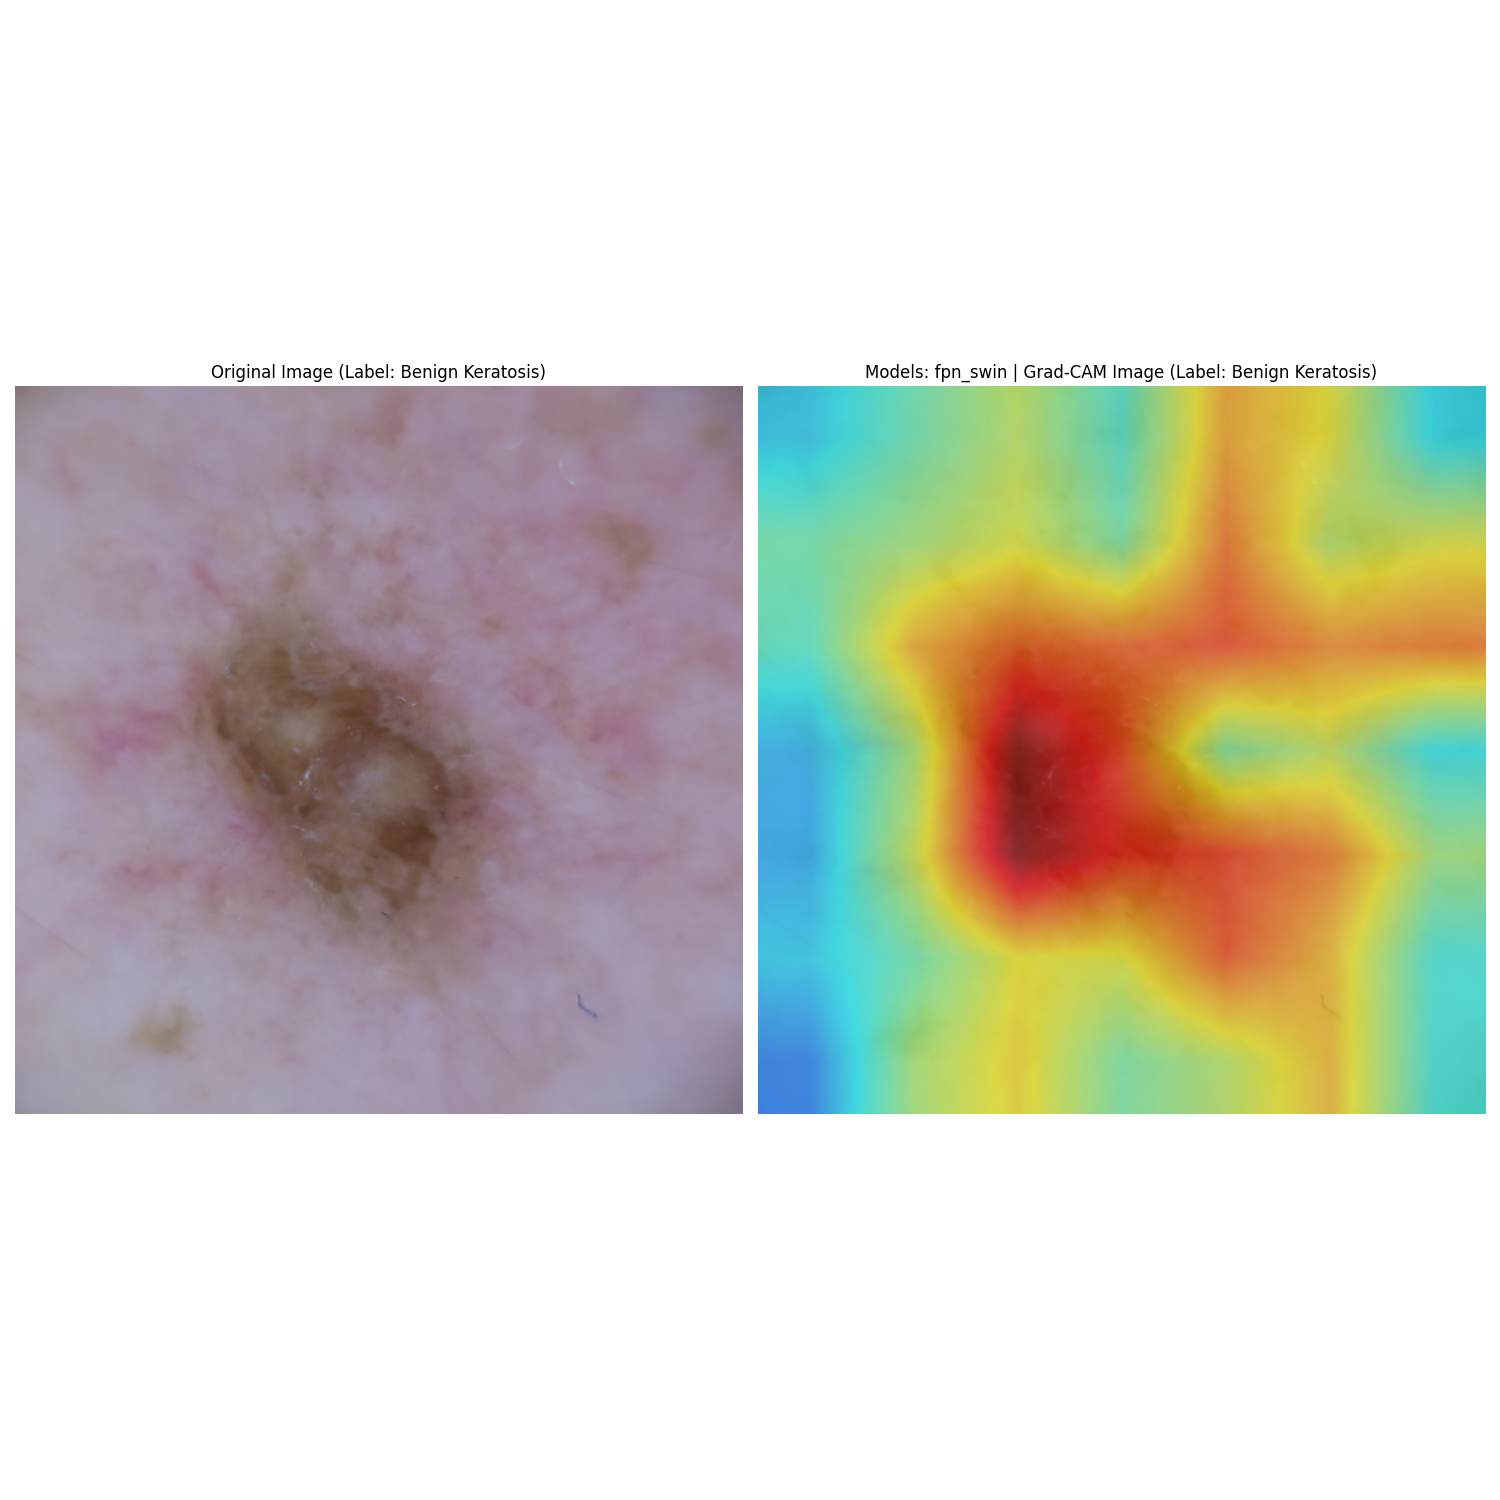 Original Image (Label: Benign Keratosis)
Models: fpn_swin | Grad-CAM Image (Label: Benign Keratosis)